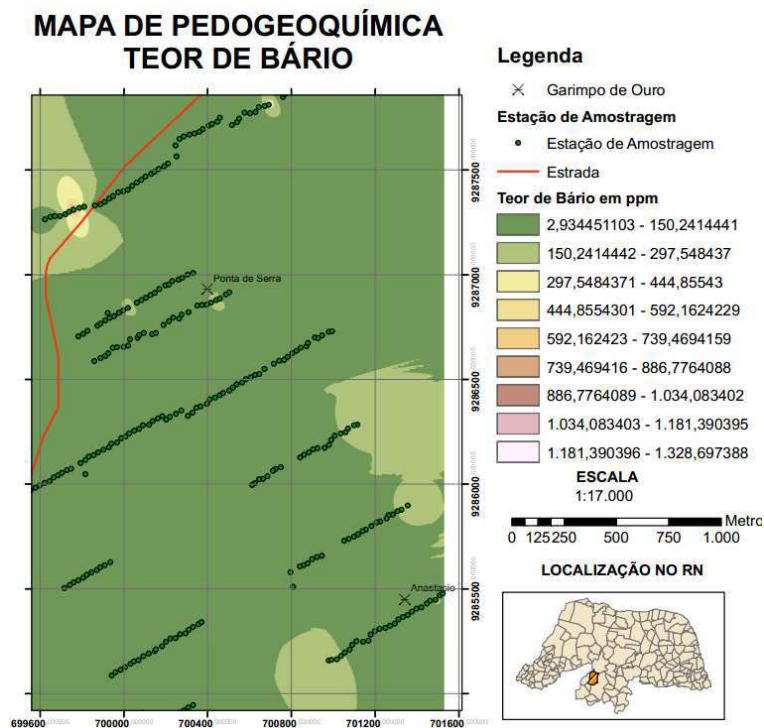 MAPA DE PEDOGEOQUÍMICA
TEOR DE BÁRIO
Legenda
Garimpo de Ouro
Estação de Amostragem
Estação de Amostragem
Estrada
Teor de Bário em ppm
2,934451103 - 150,2414441
150,2414442 - 297,548437
297,5484371 - 444,85543
444,8554301 - 592,1624229
592,162423 - 739,4694159
739,469416 - 886,7764088
886,7764089 - 1.034,083402
1.034,083403 - 1.181,390395
1.181,390396 - 1.328,697388
ESCALA
1:17.000
Metro
0 125 250 500 750 1.000
LOCALIZAÇÃO NO RN
Ponta de Serra
Anastacio
9287500
9287000
9286500
9286000
9285500
699600 700000 700400 700800 701200 701600